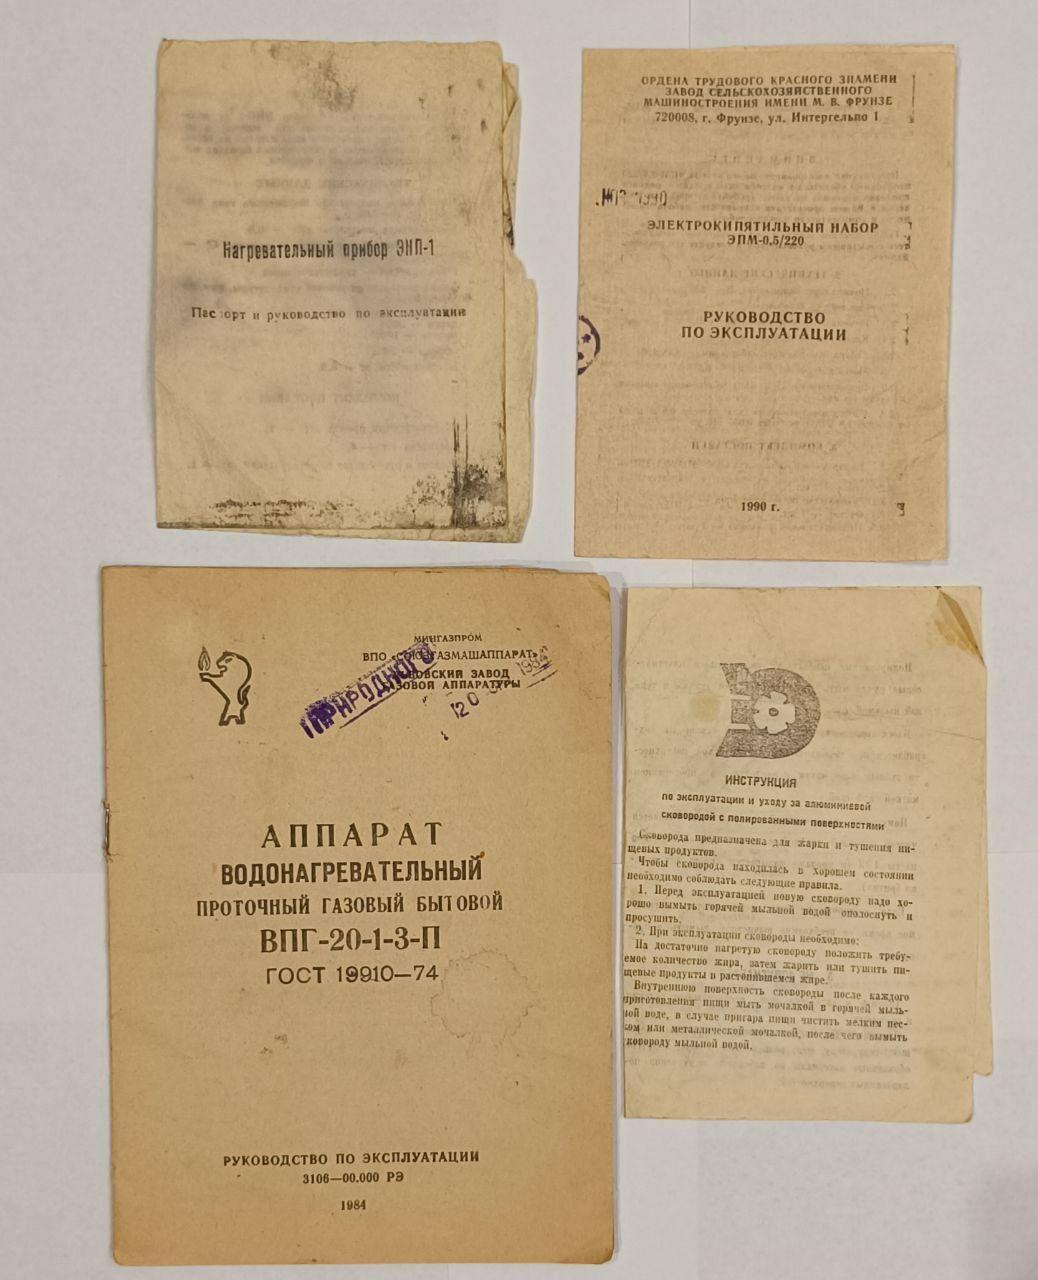 Нагревательный прибор ЭНП-1
Паспорт и руководство по эксплуатации
ОРДЕНА ТРУДОВОГО КРАСНОГО ЗНАМЕНИ
ЗАВОД СЕЛЬСКОХОЗЯЙСТВЕННОГО
МАШИНОСТРОЕНИЯ ИМЕНИ М. В. ФРУНЗЕ
720008, г. Фрунзе, ул. Интергельпо 1
1990
ЭЛЕКТРОКИПЯТИЛЬНЫЙ НАБОР
ЭПМ-0,5/220
РУКОВОДСТВО
ПО ЭКСПЛУАТАЦИИ
1990 г.
МИНГАЗПРОМ
ВПО «СОЮЗГАЗМАШАППАРАТ»
ЗАВОД
ГАЗОВОЙ АППАРАТУРЫ
ПРИРОДНОГО
20 1984
АППАРАТ
ВОДОНАГРЕВАТЕЛЬНЫЙ
ПРОТОЧНЫЙ ГАЗОВЫЙ БЫТОВОЙ
ВПГ-20-1-3-П
ГОСТ 19910—74
РУКОВОДСТВО ПО ЭКСПЛУАТАЦИИ
3106—00.000 РЭ
1984
ИНСТРУКЦИЯ
по эксплуатации и уходу за алюминиевой
сковородой с полированными поверхностями
Сковорода предназначена для жарки и тушения пи-
щевых продуктов.
Чтобы сковорода находилась в хорошем состоянии
необходимо соблюдать следующие правила.
1. Перед эксплуатацией новую сковороду надо хо-
рошо вымыть горячей мыльной водой ополоснуть и
просушить.
2. При эксплуатации сковороды необходимо:
На достаточно нагретую сковороду положить требу-
емое количество жира, затем жарить или тушить пи-
щевые продукты в растопившемся жире.
Внутреннюю поверхность сковороды после каждого
приготовления пищи мыть мочалкой в горячей мыль-
ной воде, в случае пригара пищи чистить мелким пес-
ком или металлической мочалкой, после чего вымыть
сковороду мыльной водой.